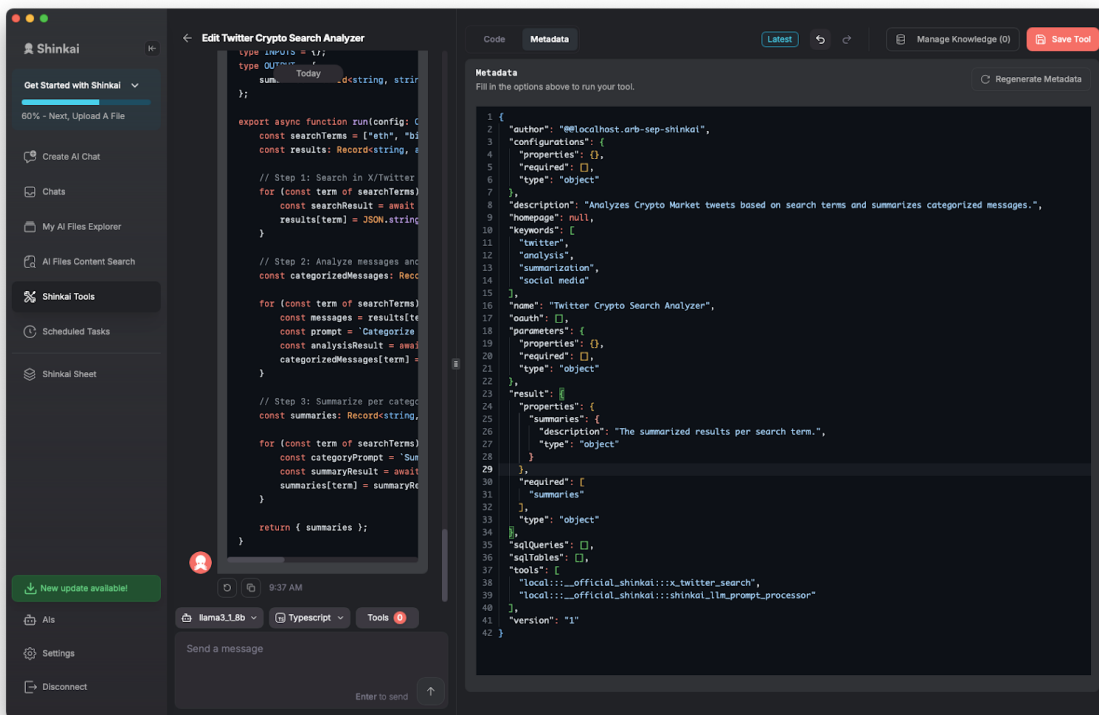 Shinkai
Get Started with Shinkai
60% - Next, Upload A File
Create AI Chat
Chats
My AI Files Explorer
AI Files Content Search
Shinkai Tools
Scheduled Tasks
Shinkai Sheet
New update available!
AIs
Settings
Disconnect
Edit Twitter Crypto Search Analyzer
type INPUTS = {};
type OUTPUT = {
Today
};
export async function run(config: C
const searchTerms = ["eth", "bi
const results: Record<string, a
// Step 1: Search in X/Twitter
for (const term of searchTerms)
const searchResult = await
results[term] = JSON.string
}
// Step 2: Analyze messages and
const categorizedMessages: Reco
for (const term of searchTerms)
const messages = results[te
const prompt = `Categorize
const analysisResult = awai
categorizedMessages[term] =
}
// Step 3: Summarize per catego
const summaries: Record<string,
for (const term of searchTerms)
const categoryPrompt = `Sum
const summaryResult = await
summaries[term] = summaryRe
}
return { summaries };
}
9:37 AM
llama3_1_8b
Typescript
Tools 0
Send a message
Enter to send
Code
Metadata
Latest
Manage Knowledge (0)
Save Tool
Metadata
Fill in the options above to run your tool.
Regenerate Metadata
1 {
2 "author": "@@localhost.arb-sep-shinkai",
3 "configurations": {
4 "properties": {},
5 "required": [],
6 "type": "object"
7 },
8 "description": "Analyzes Crypto Market tweets based on search terms and summarizes categorized messages.",
9 "homepage": null,
10 "keywords": [
11 "twitter",
12 "analysis",
13 "summarization",
14 "social media"
15 ],
16 "name": "Twitter Crypto Search Analyzer",
17 "oauth": [],
18 "parameters": {
19 "properties": {},
20 "required": [],
21 "type": "object"
22 },
23 "result": {
24 "properties": {
25 "summaries": {
26 "description": "The summarized results per search term.",
27 "type": "object"
28 }
29 },
30 "required": [
31 "summaries"
32 ],
33 "type": "object"
34 },
35 "sqlQueries": [],
36 "sqlTables": [],
37 "tools": [
38 "local:::__official_shinkai:::x_twitter_search",
39 "local:::__official_shinkai:::shinkai_llm_prompt_processor"
40 ],
41 "version": "1"
42 }